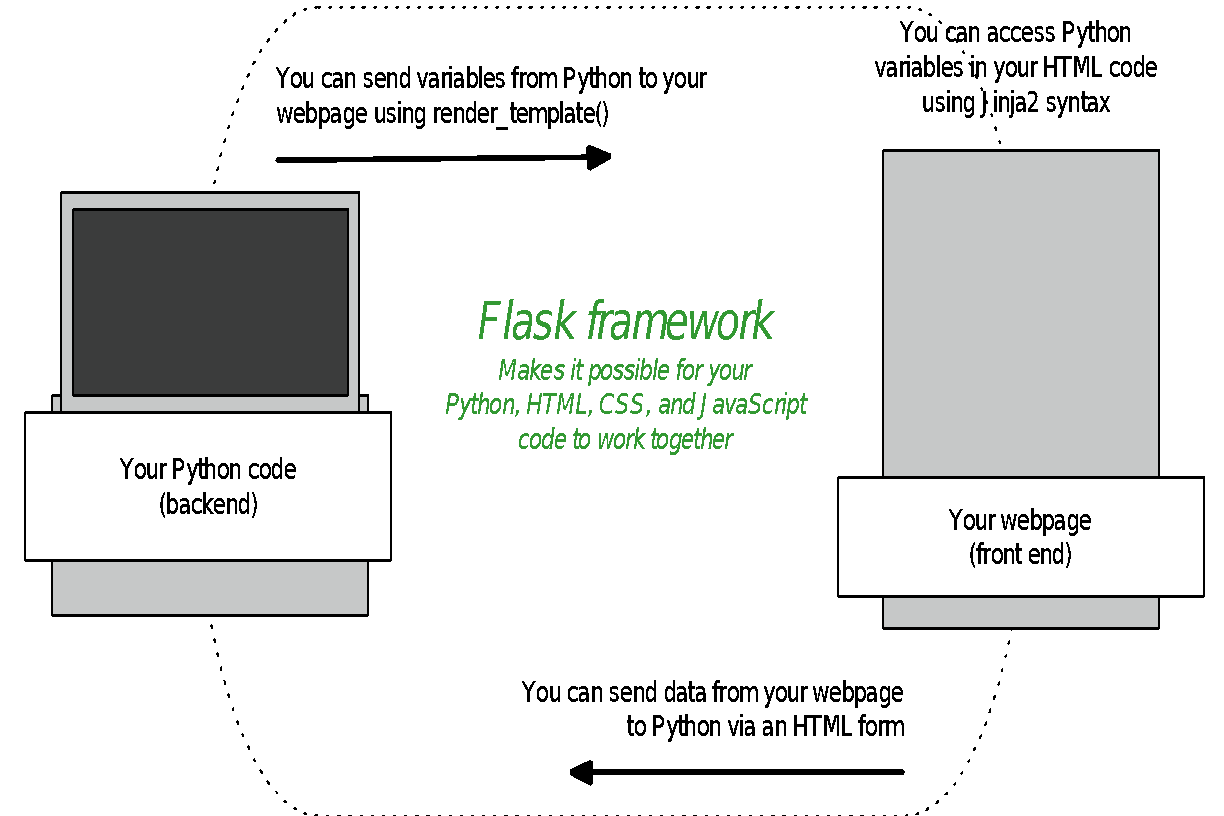 You can access Python
variables in your HTML code
using Jinja2 syntax
You can send variables from Python to your
webpage using render_template()
Flask framework
Makes it possible for your
Python, HTML, CSS, and JavaScript
code to work together
Your Python code
(backend)
Your webpage
(front end)
You can send data from your webpage
to Python via an HTML form